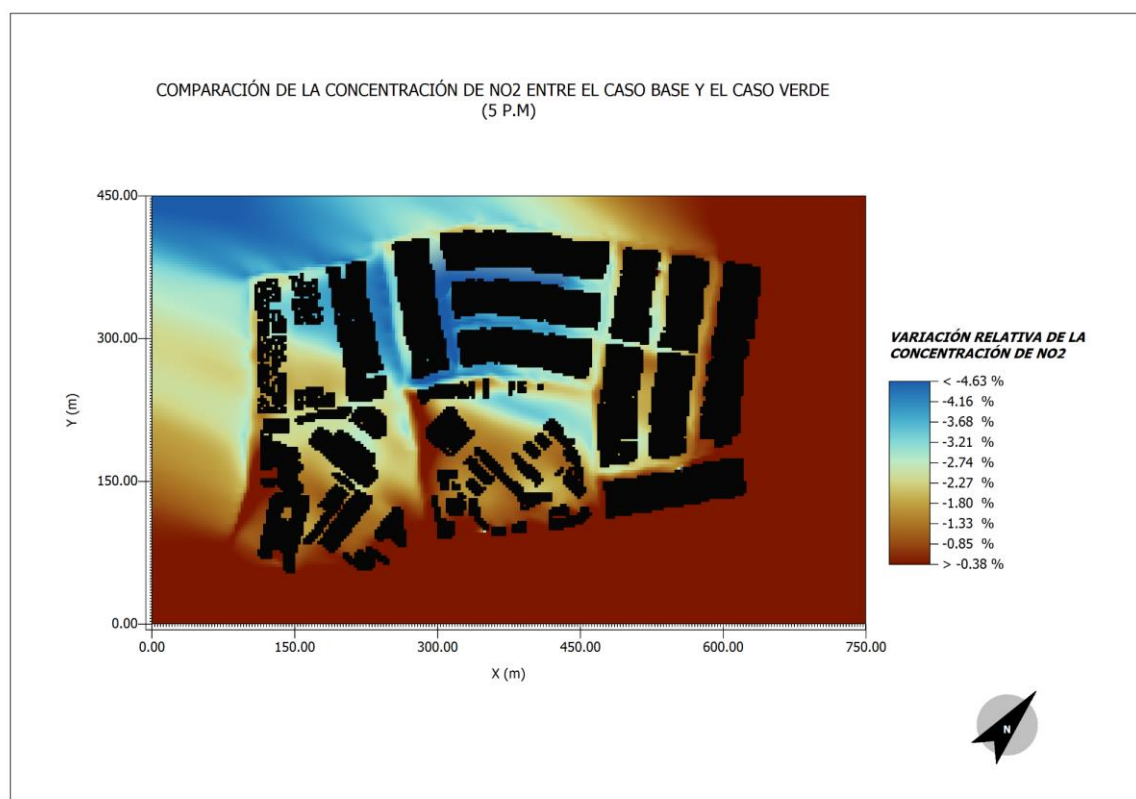 COMPARACIÓN DE LA CONCENTRACIÓN DE NO2 ENTRE EL CASO BASE Y EL CASO VERDE
(5 P.M)
450.00
300.00
150.00
0.00
Y (m)
0.00 150.00 300.00 450.00 600.00 750.00
X (m)
VARIACIÓN RELATIVA DE LA
CONCENTRACIÓN DE NO2
< -4.63 %
-4.16 %
-3.68 %
-3.21 %
-2.74 %
-2.27 %
-1.80 %
-1.33 %
-0.85 %
> -0.38 %
N